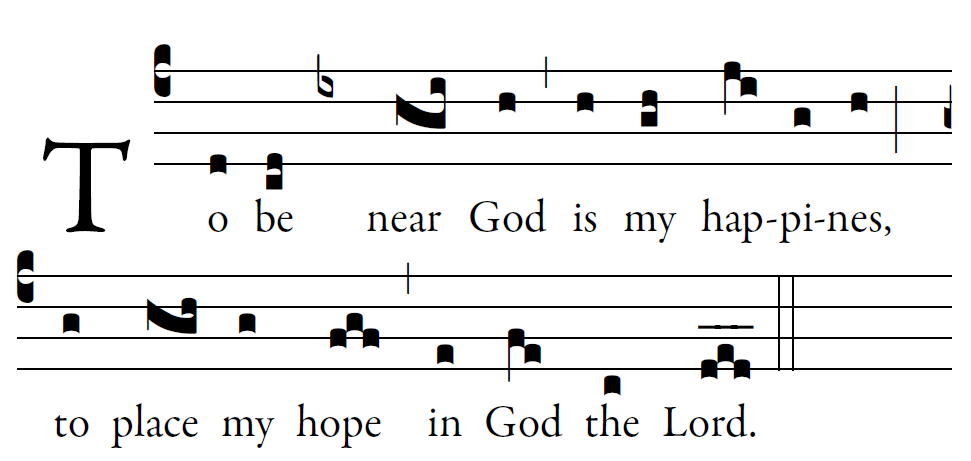 To be near God is my hap-pi-nes,
to place my hope in God the Lord.